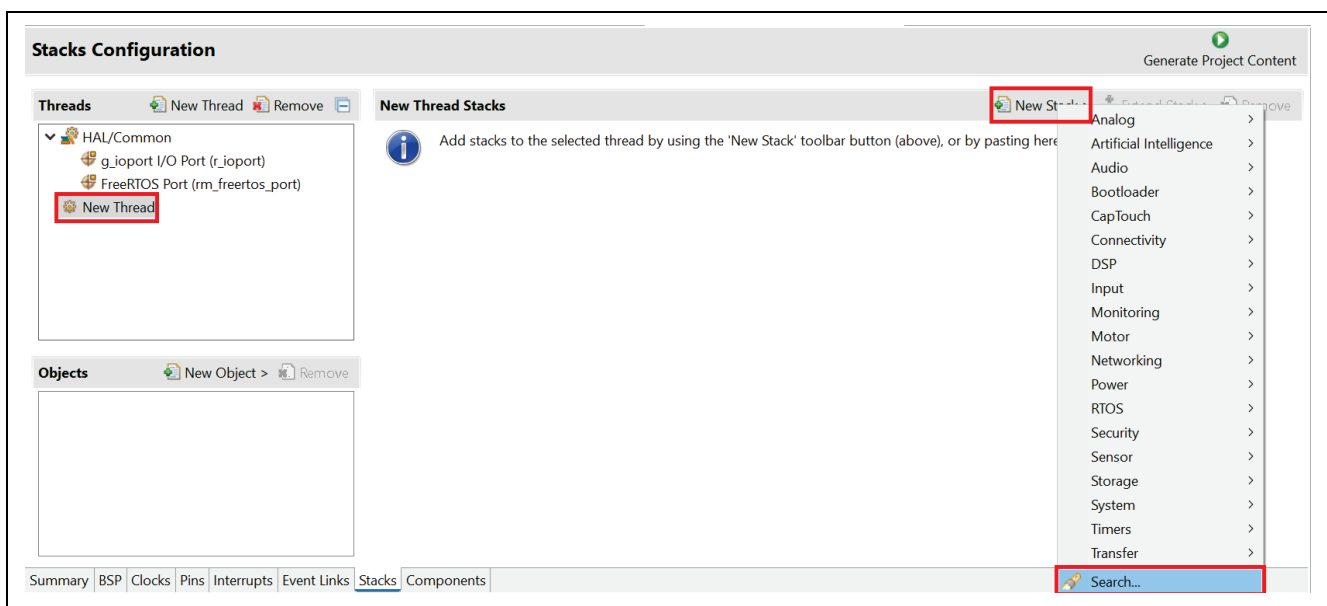 Stacks Configuration
Generate Project Content
Threads
New Thread
Remove
HAL/Common
g_ioport I/O Port (r_ioport)
FreeRTOS Port (rm_freertos_port)
New Thread
Objects
New Object >
Remove
New Thread Stacks
New Stack >
Extend Stack >
Remove
Add stacks to the selected thread by using the 'New Stack' toolbar button (above), or by pasting here
Analog
Artificial Intelligence
Audio
Bootloader
CapTouch
Connectivity
DSP
Input
Monitoring
Motor
Networking
Power
RTOS
Security
Sensor
Storage
System
Timers
Transfer
Search...
Summary BSP Clocks Pins Interrupts Event Links Stacks Components